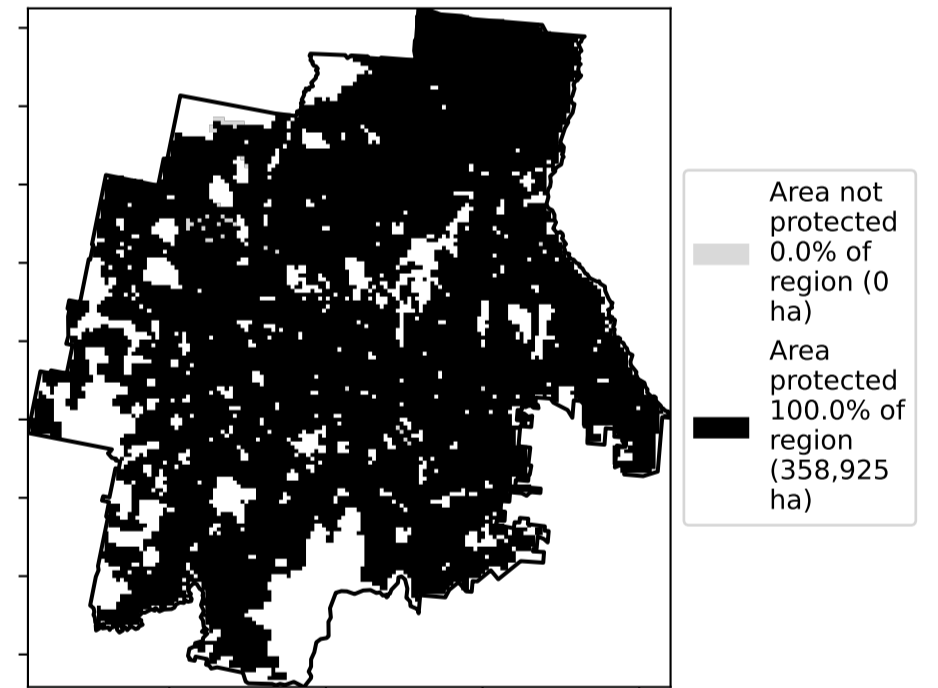 Area not
protected
0.0% of
region (0
ha)
Area
protected
100.0% of
region
(358,925
ha)